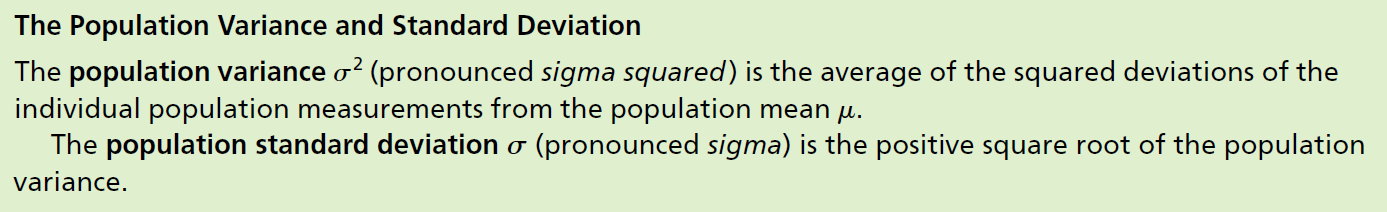 The Population Variance and Standard Deviation
The population variance σ² (pronounced sigma squared) is the average of the squared deviations of the
individual population measurements from the population mean μ.
The population standard deviation σ (pronounced sigma) is the positive square root of the population
variance.